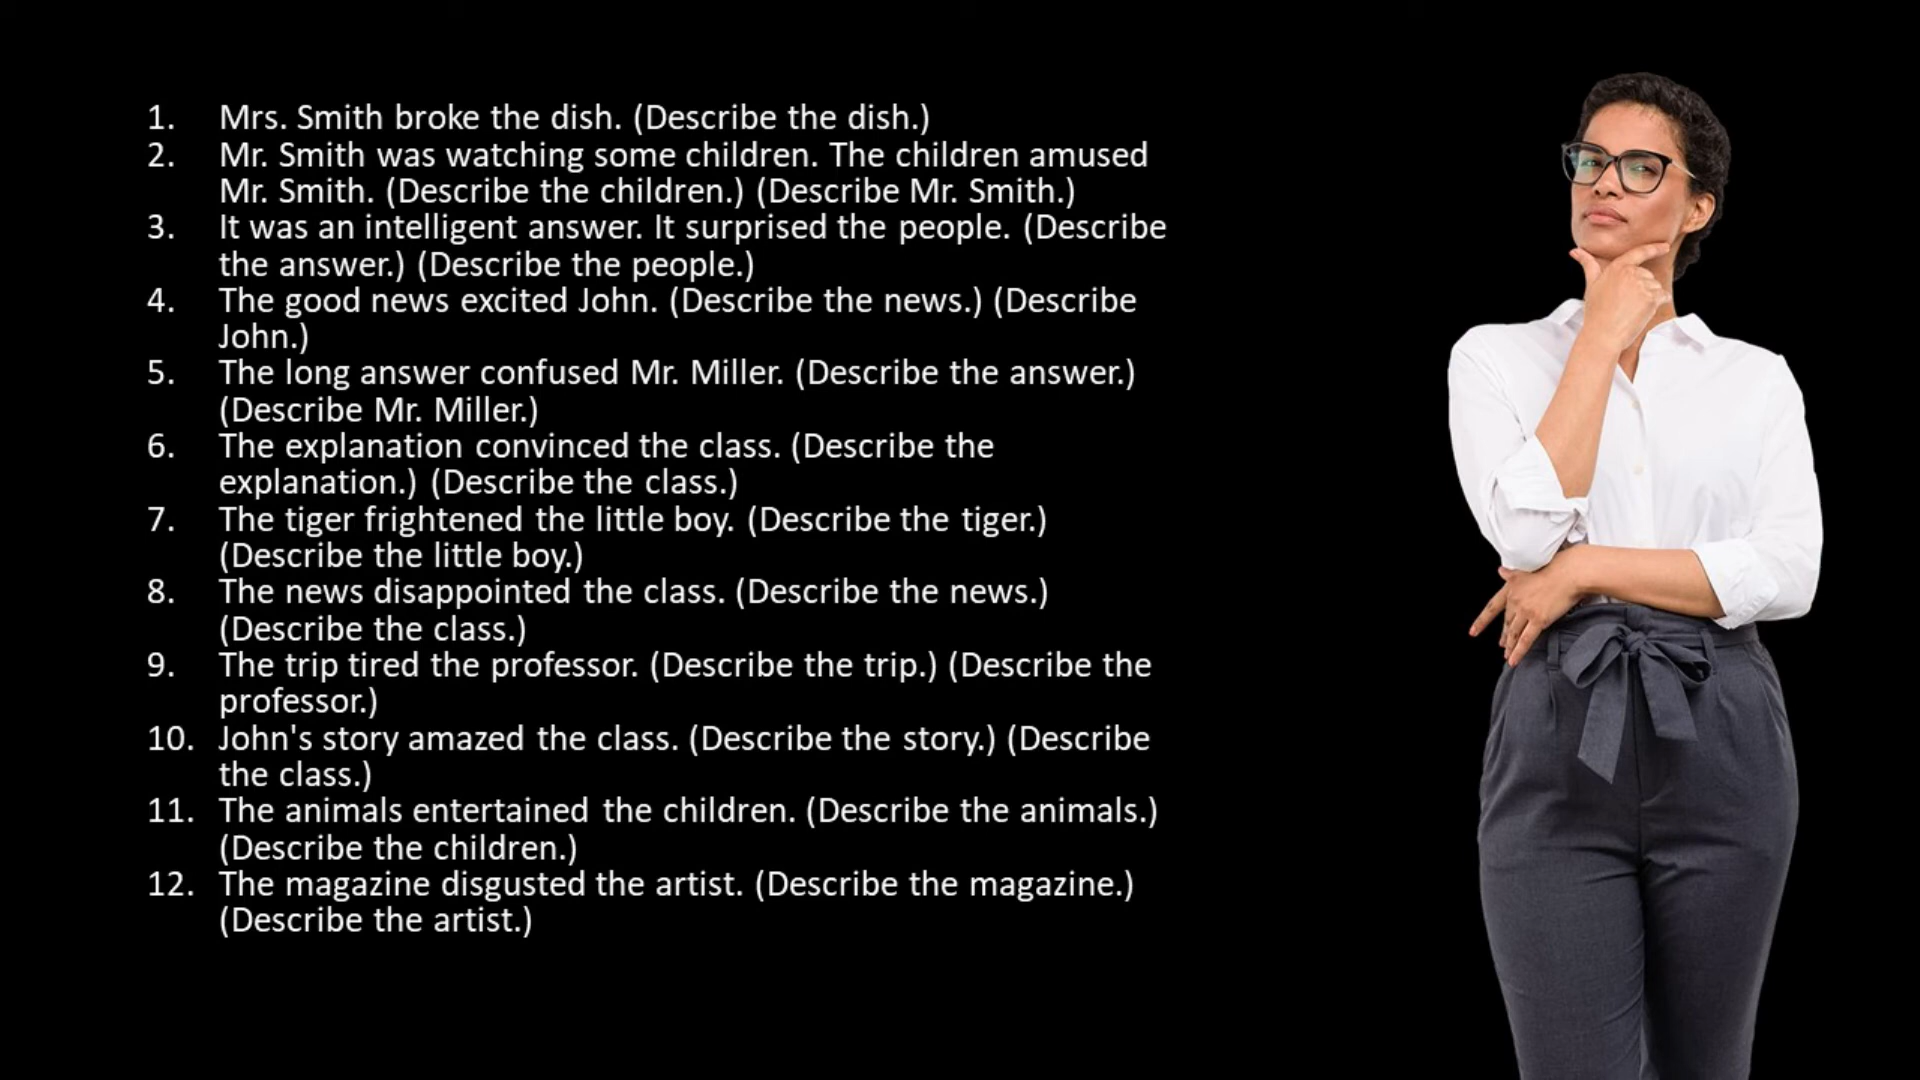 1. Mrs. Smith broke the dish. (Describe the dish.)
2. Mr. Smith was watching some children. The children amused
Mr. Smith. (Describe the children.) (Describe Mr. Smith.)
3. It was an intelligent answer. It surprised the people. (Describe
the answer.) (Describe the people.)
4. The good news excited John. (Describe the news.) (Describe
John.)
5. The long answer confused Mr. Miller. (Describe the answer.)
(Describe Mr. Miller.)
6. The explanation convinced the class. (Describe the
explanation.) (Describe the class.)
7. The tiger frightened the little boy. (Describe the tiger.)
(Describe the little boy.)
8. The news disappointed the class. (Describe the news.)
(Describe the class.)
9. The trip tired the professor. (Describe the trip.) (Describe the
professor.)
10. John's story amazed the class. (Describe the story.) (Describe
the class.)
11. The animals entertained the children. (Describe the animals.)
(Describe the children.)
12. The magazine disgusted the artist. (Describe the magazine.)
(Describe the artist.)